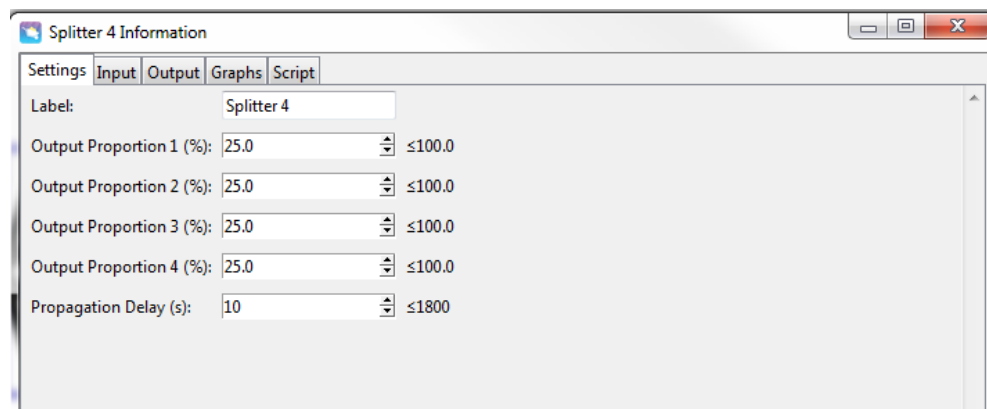 Splitter 4 Information
Settings Input Output Graphs Script
Label: Splitter 4
Output Proportion 1 (%): 25.0 ≤100.0
Output Proportion 2 (%): 25.0 ≤100.0
Output Proportion 3 (%): 25.0 ≤100.0
Output Proportion 4 (%): 25.0 ≤100.0
Propagation Delay (s): 10 ≤1800